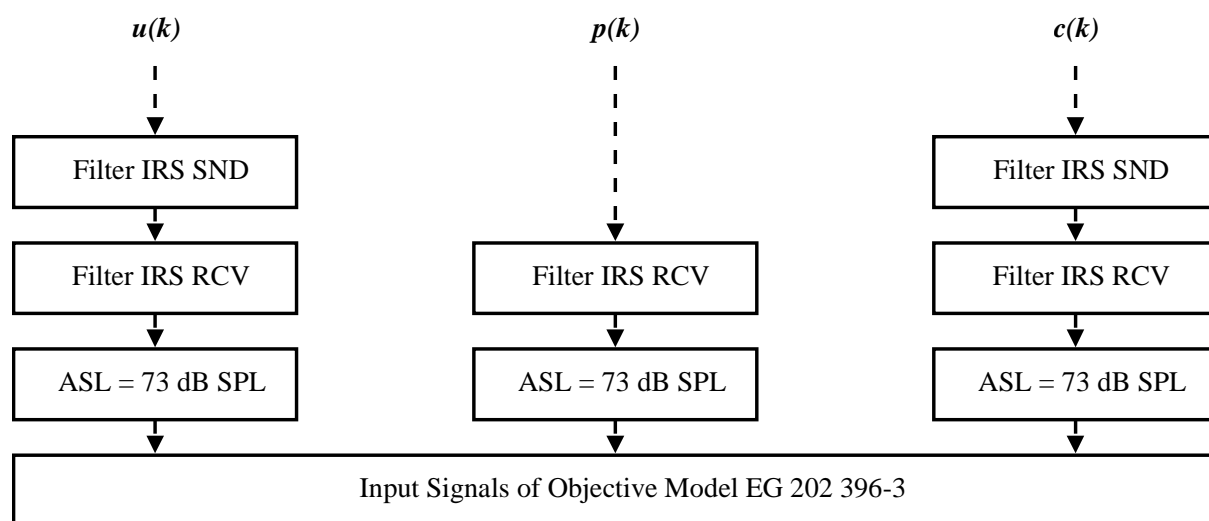 u(k)
p(k)
c(k)
Filter IRS SND
Filter IRS SND
Filter IRS RCV
Filter IRS RCV
Filter IRS RCV
ASL = 73 dB SPL
ASL = 73 dB SPL
ASL = 73 dB SPL
Input Signals of Objective Model EG 202 396-3